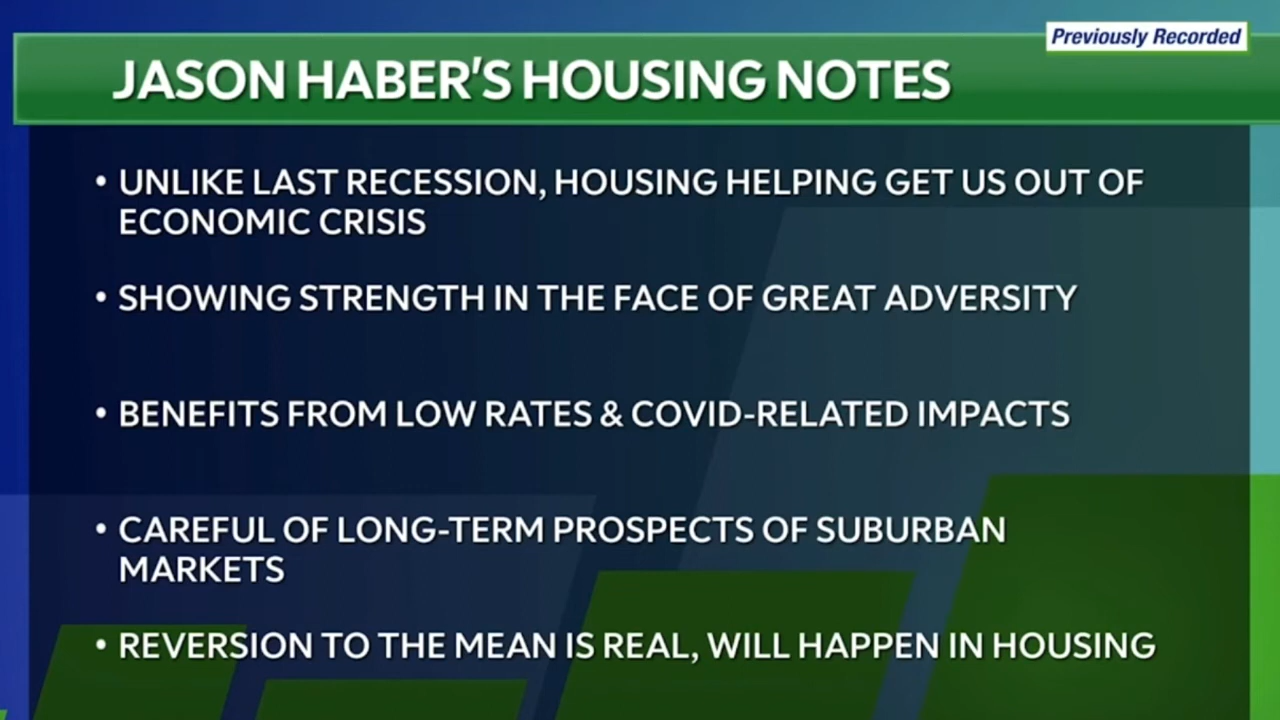 Previously Recorded
JASON HABER'S HOUSING NOTES
• UNLIKE LAST RECESSION, HOUSING HELPING GET US OUT OF
ECONOMIC CRISIS
• SHOWING STRENGTH IN THE FACE OF GREAT ADVERSITY
• BENEFITS FROM LOW RATES & COVID-RELATED IMPACTS
• CAREFUL OF LONG-TERM PROSPECTS OF SUBURBAN
MARKETS
• REVERSION TO THE MEAN IS REAL, WILL HAPPEN IN HOUSING